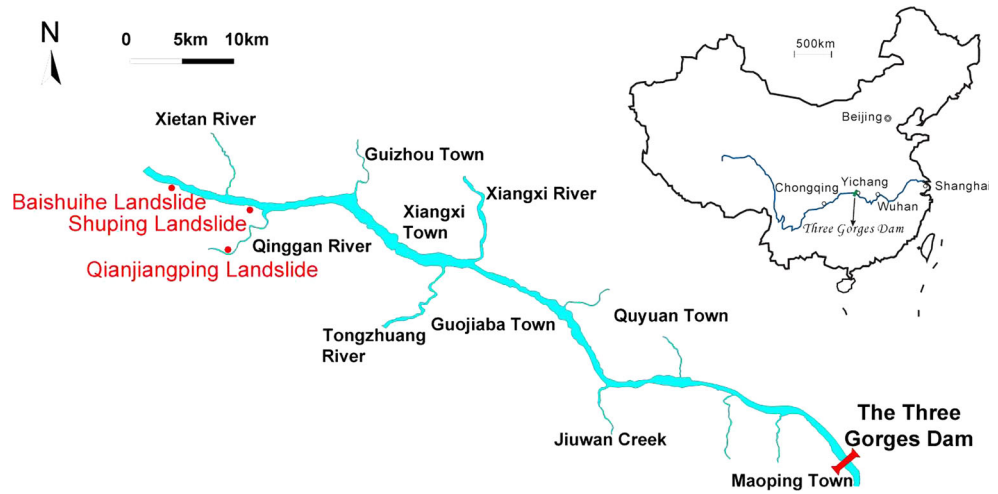 N
0 5km 10km
Xietan River
Guizhou Town
Baishuihe Landslide
Shuping Landslide
Xiangxi River
Xiangxi
Town
Qinggan River
Qianjiangping Landslide
Tongzhuang
River
Guojiaba Town
Quyuan Town
Jiuwan Creek
The Three
Gorges Dam
Maoping Town
500km
Beijing
Chongqing
Yichang
Shanghai
Wuhan
Three Gorges Dam